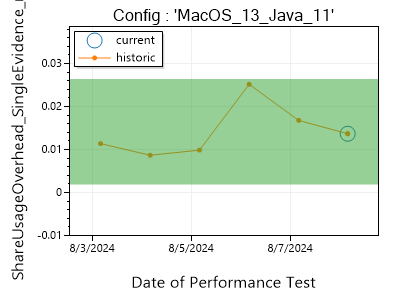 Config : 'MacOS_13_Java_11'
current
historic
0.03
0.02
0.01
0
-0.01
8/3/2024
8/5/2024
8/7/2024
Date of Performance Test
ShareUsageOverhead_SingleEvidence_